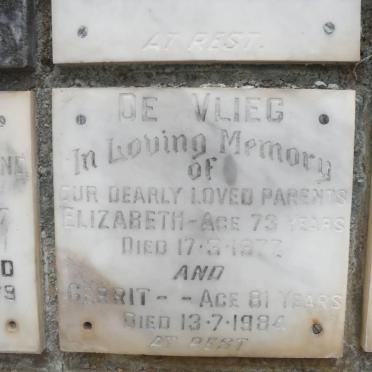 AT REST.
DE VLIEG
In Loving Memory
of
OUR DEARLY LOVED PARENTS
ELIZABETH - AGE 73 YEARS
DIED 17·3·1977
AND
GERRIT - - AGE 81 YEARS
DIED 13·7·1984
AT REST